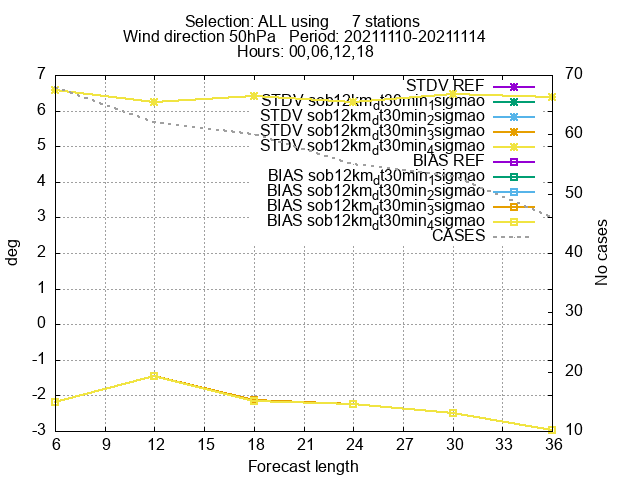 Selection: ALL using 7 stations
Wind direction 50hPa Period: 20211110-20211114
Hours: 00,06,12,18
7
6
5
4
3
2
1
0
-1
-2
-3
deg
70
60
50
40
30
20
10
No cases
STDV REF
STDV sob12km_dt30min_1sigmao
STDV sob12km_dt30min_2sigmao
STDV sob12km_dt30min_3sigmao
STDV sob12km_dt30min_4sigmao
BIAS REF
BIAS sob12km_dt30min_1sigmao
BIAS sob12km_dt30min_2sigmao
BIAS sob12km_dt30min_3sigmao
BIAS sob12km_dt30min_4sigmao
CASES
6 9 12 15 18 21 24 27 30 33 36
Forecast length